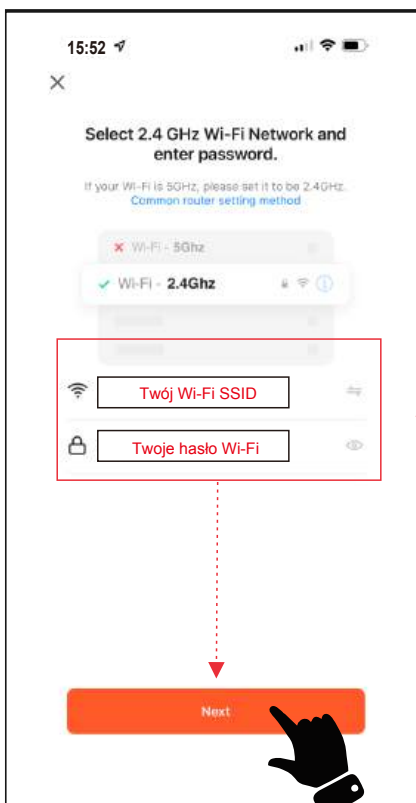 15:52
Select 2.4 GHz Wi-Fi Network and
enter password.
If your Wi-Fi is 5GHz, please set it to be 2.4GHz.
Common router setting method
Wi-Fi - 5Ghz
Wi-Fi - 2.4Ghz
Twój Wi-Fi SSID
Twoje hasło Wi-Fi
Next